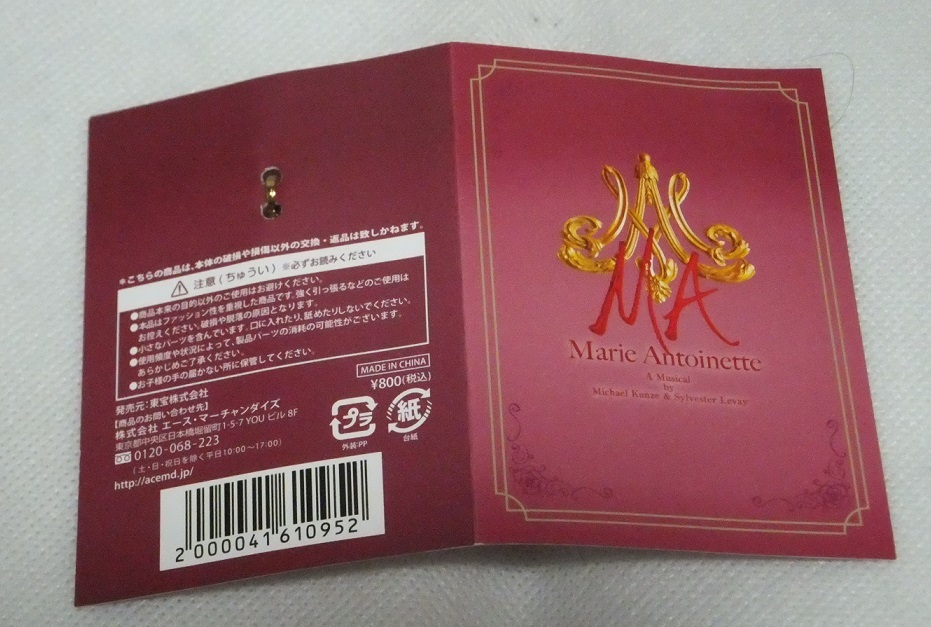 ※こちらの商品は、本体の破損や損傷以外の交換・返品は致しかねます。
注意(ちゅうい) ※必ずお読みください
●商品本来の目的以外のご使用はお避けください。
●本品はファッション性を重視した商品です。強く引っ張るなどのご使用は
お控えください。破損や脱落の原因となります。
●小さなパーツを含んでいます。口に入れたり、舐めたりしないでください。
●使用頻度や状況によって、製品パーツの消耗の可能性がございます。
あらかじめご了承ください。
●お子様の手の届かない所に保管してください。
MADE IN CHINA
¥800(税込)
発売元:東宝株式会社
【商品のお問い合わせ先】
株式会社 エース・マーチャンダイズ
東京都中央区日本橋堀留町1-5-7 YOUビル 8F
0120-068-223
(土・日・祝日を除く平日10:00〜17:00)
http://acemd.jp/
プラ
外装:PP
紙
台紙
2 000041 610952
MA
Marie Antoinette
A Musical
by
Michael Kunze & Sylvester Levay